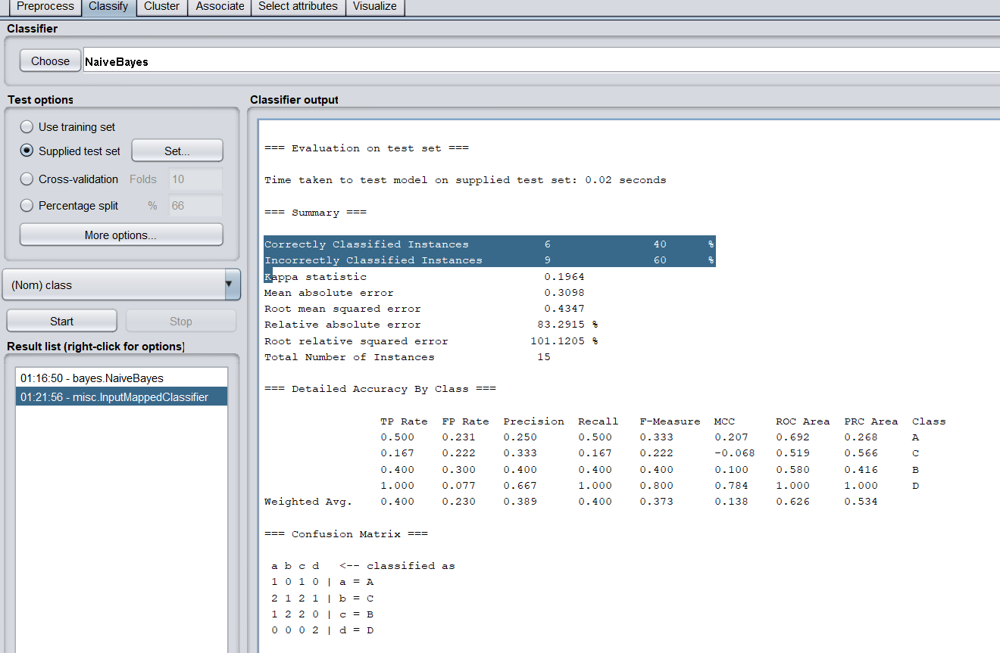 Preprocess Classify Cluster Associate Select attributes Visualize
Classifier
Choose NaiveBayes
Test options
Use training set
Supplied test set Set...
Cross-validation Folds 10
Percentage split % 66
More options...
(Nom) class
Start Stop
Result list (right-click for options)
01:16:50 - bayes.NaiveBayes
01:21:56 - misc.InputMappedClassifier
Classifier output
=== Evaluation on test set ===
Time taken to test model on supplied test set: 0.02 seconds
=== Summary ===
Correctly Classified Instances 6 40 %
Incorrectly Classified Instances 9 60 %
Kappa statistic 0.1964
Mean absolute error 0.3098
Root mean squared error 0.4347
Relative absolute error 83.2915 %
Root relative squared error 101.1205 %
Total Number of Instances 15
=== Detailed Accuracy By Class ===
TP Rate FP Rate Precision Recall F-Measure MCC ROC Area PRC Area Class
0.500 0.231 0.250 0.500 0.333 0.207 0.692 0.268 A
0.167 0.222 0.333 0.167 0.222 -0.068 0.519 0.566 C
0.400 0.300 0.400 0.400 0.400 0.100 0.580 0.416 B
1.000 0.077 0.667 1.000 0.800 0.784 1.000 1.000 D
Weighted Avg. 0.400 0.230 0.389 0.400 0.373 0.138 0.626 0.534
=== Confusion Matrix ===
a b c d <-- classified as
1 0 1 0 | a = A
2 1 2 1 | b = C
1 2 2 0 | c = B
0 0 0 2 | d = D